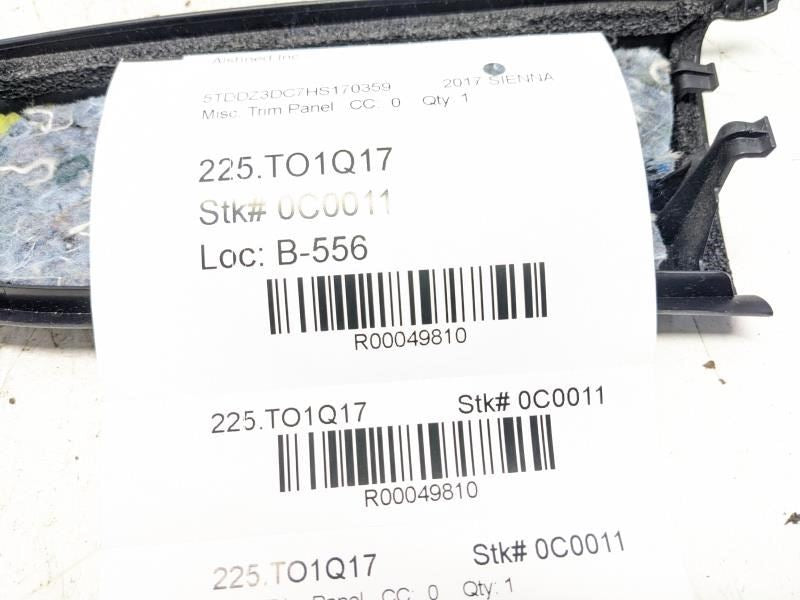 5TDDZ3DC7HS170359 2017 SIENNA
Misc. Trim Panel CC: 0 Qty: 1
225.TO1Q17
Stk# 0C0011
Loc: B-556
R00049810
225.TO1Q17 Stk# 0C0011
R00049810
225.TO1Q17 Stk# 0C0011
Panel CC: 0 Qty: 1